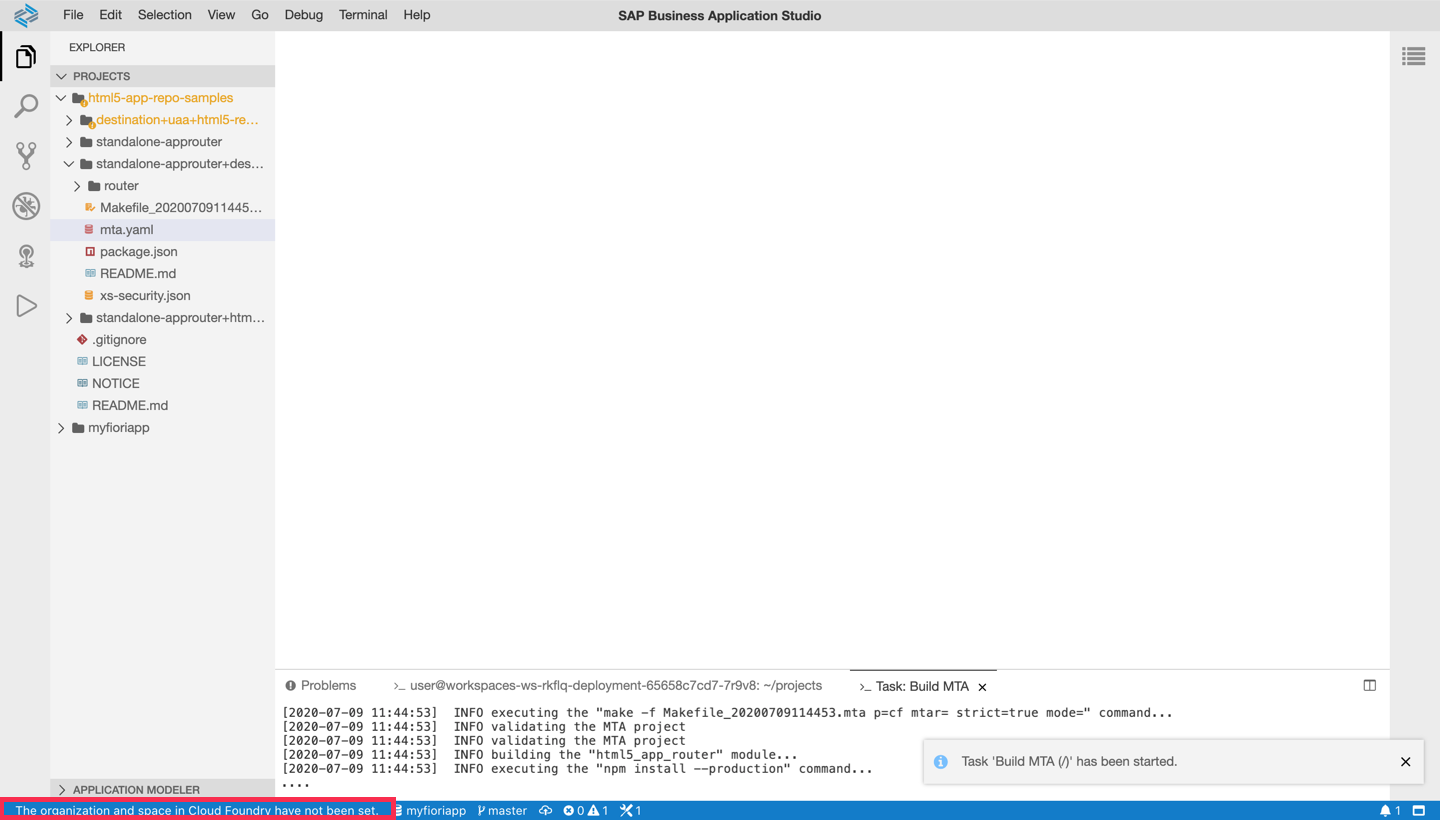 File Edit Selection View Go Debug Terminal Help
SAP Business Application Studio
EXPLORER
PROJECTS
html5-app-repo-samples
destination+uaa+html5-re...
standalone-approuter
standalone-approuter+des...
router
Makefile_2020070911445...
mta.yaml
package.json
README.md
xs-security.json
standalone-approuter+htm...
.gitignore
LICENSE
NOTICE
README.md
myfioriapp
Problems
>_ user@workspaces-ws-rkflq-deployment-65658c7cd7-7r9v8: ~/projects
>_ Task: Build MTA
[2020-07-09 11:44:53]  INFO executing the "make -f Makefile_20200709114453.mta p=cf mtar= strict=true mode=" command...
[2020-07-09 11:44:53]  INFO validating the MTA project
[2020-07-09 11:44:53]  INFO validating the MTA project
[2020-07-09 11:44:53]  INFO building the "html5_app_router" module...
[2020-07-09 11:44:53]  INFO executing the "npm install --production" command...
....
Task 'Build MTA (/)' has been started.
APPLICATION MODELER
The organization and space in Cloud Foundry have not been set.
myfioriapp master 0 1 1
1